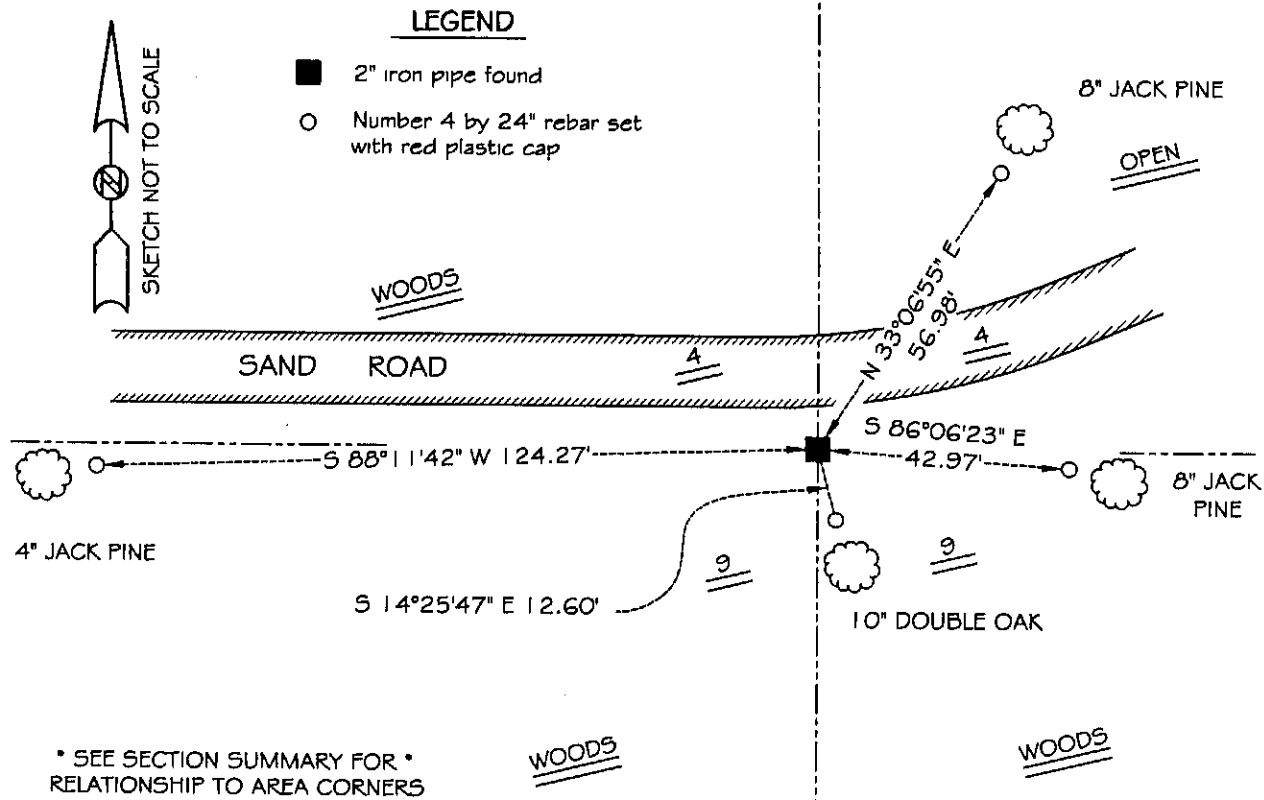 LEGEND
2" iron pipe found
Number 4 by 24" rebar set
with red plastic cap
N
SKETCH NOT TO SCALE
8" JACK PINE
OPEN
WOODS
N 33°06'55" E
56.98'
SAND ROAD
4
4
S 86°06'23" E
42.97'
S 88°11'42" W 124.27'
8" JACK
PINE
4" JACK PINE
9
9
S 14°25'47" E 12.60'
10" DOUBLE OAK
* SEE SECTION SUMMARY FOR *
RELATIONSHIP TO AREA CORNERS
WOODS
WOODS